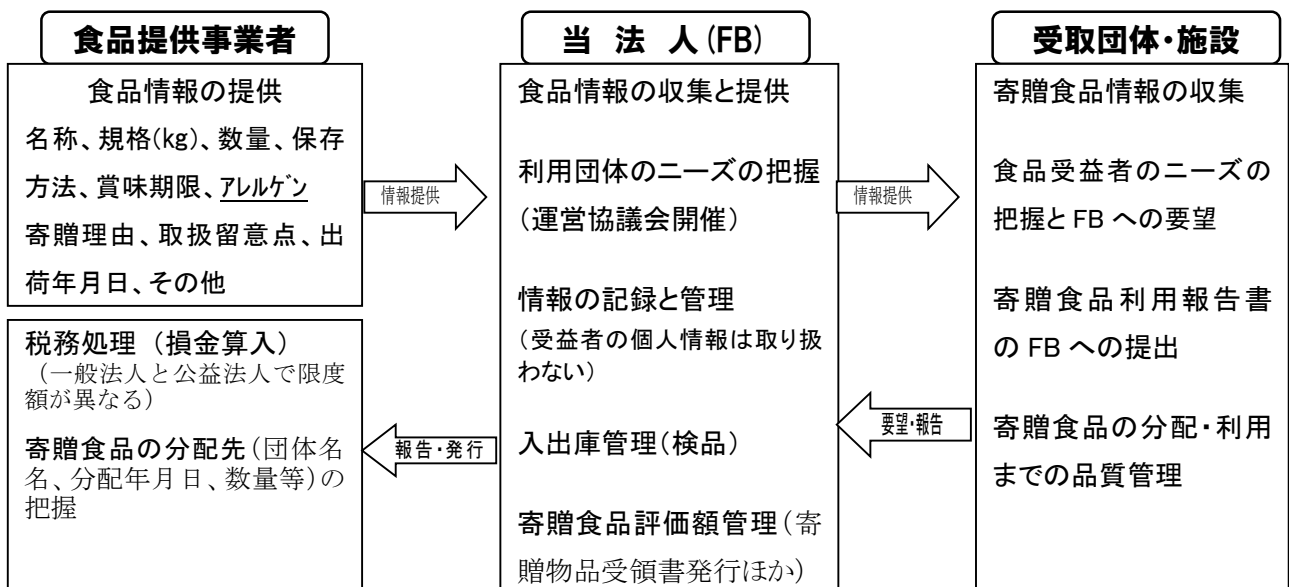 食品提供事業者
食品情報の提供
名称、規格(kg)、数量、保存
方法、賞味期限、アレルゲン
寄贈理由、取扱留意点、出
荷年月日、その他
税務処理（損金算入）
（一般法人と公益法人で限度
額が異なる）
寄贈食品の分配先（団体名
名、分配年月日、数量等）の
把握
情報提供
報告・発行
当 法 人(FB)
食品情報の収集と提供
利用団体のニーズの把握
（運営協議会開催）
情報の記録と管理
（受益者の個人情報は取り扱
わない）
入出庫管理（検品）
寄贈食品評価額管理（寄
贈物品受領書発行ほか）
情報提供
要望・報告
受取団体・施設
寄贈食品情報の収集
食品受益者のニーズの
把握と FB への要望
寄贈食品利用報告書
の FB への提出
寄贈食品の分配・利用
までの品質管理